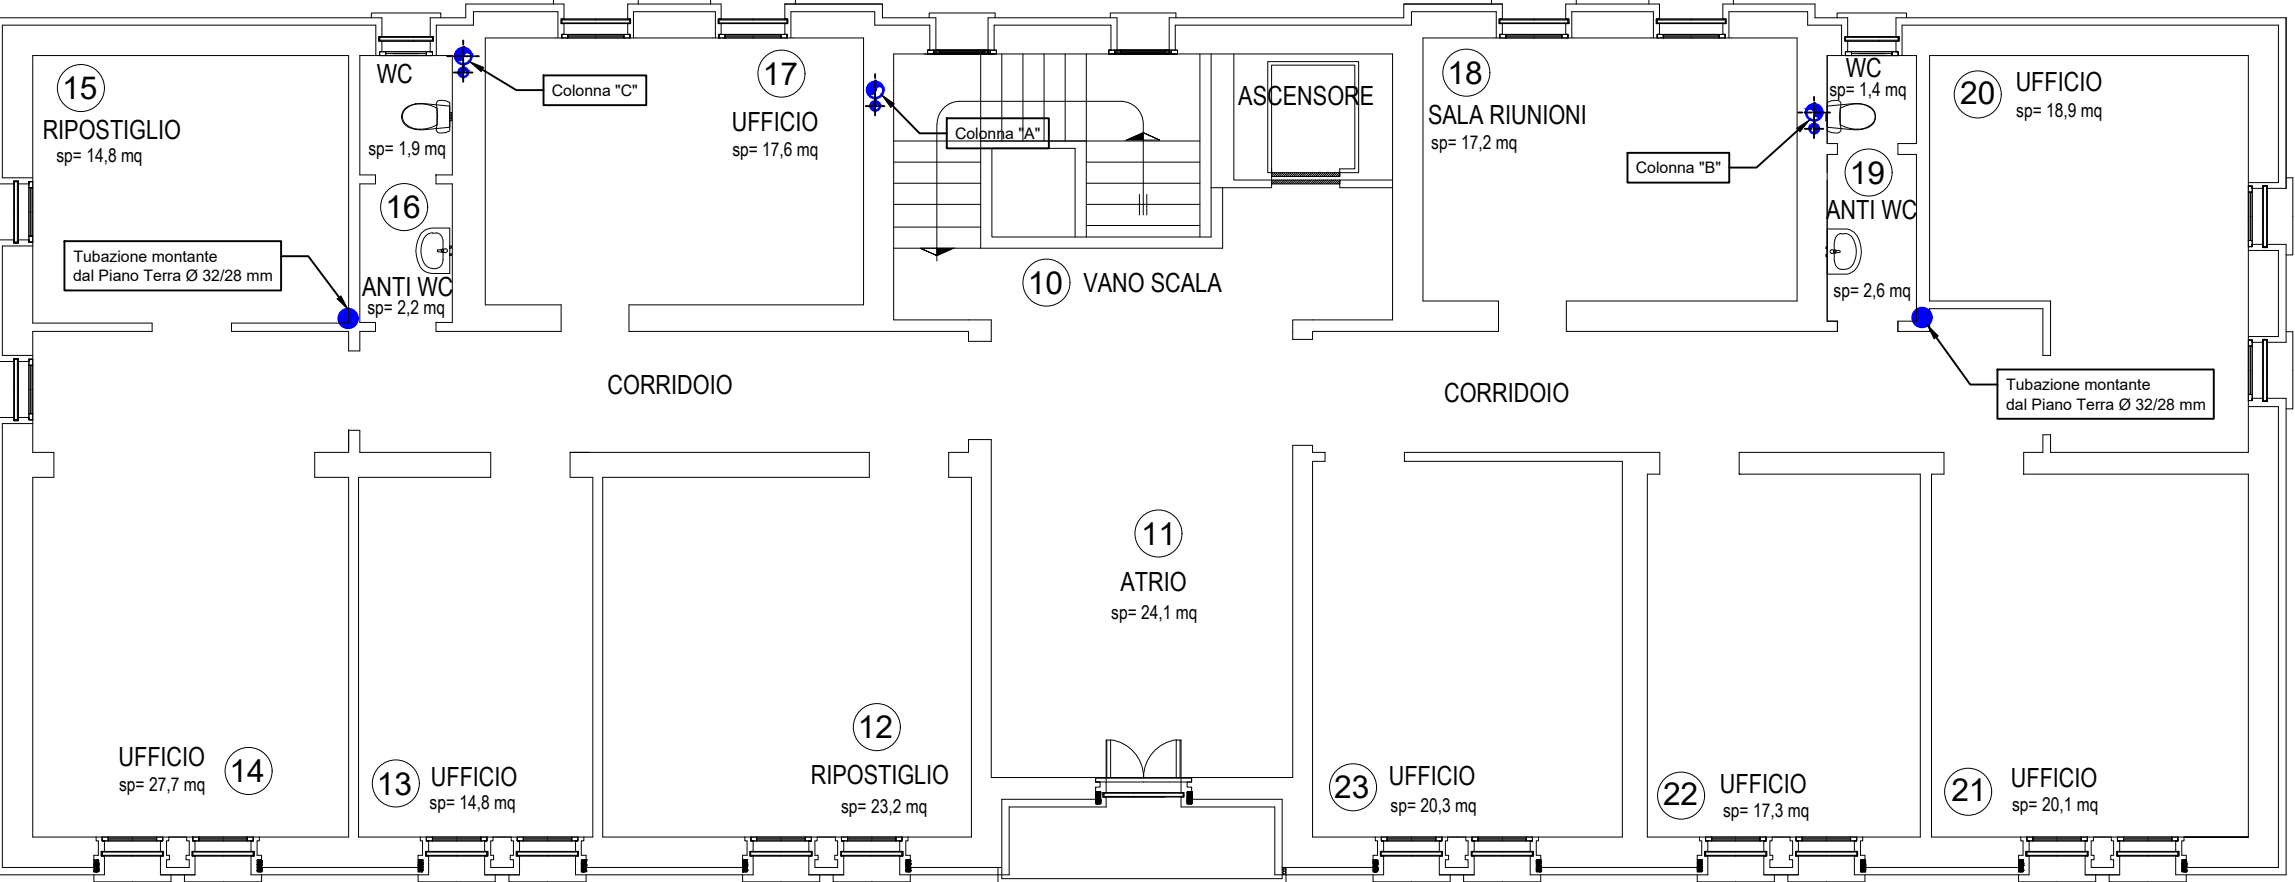 15
RIPOSTIGLIO
sp= 14,8 mq
WC
sp= 1,9 mq
16
ANTI WC
sp= 2,2 mq
Tubazione montante
dal Piano Terra Ø 32/28 mm
Colonna "C"
17
UFFICIO
sp= 17,6 mq
Colonna "A"
ASCENSORE
10
VANO SCALA
18
SALA RIUNIONI
sp= 17,2 mq
Colonna "B"
WC
sp= 1,4 mq
19
ANTI WC
sp= 2,6 mq
20
UFFICIO
sp= 18,9 mq
Tubazione montante
dal Piano Terra Ø 32/28 mm
CORRIDOIO
CORRIDOIO
UFFICIO
sp= 27,7 mq
14
13
UFFICIO
sp= 14,8 mq
12
RIPOSTIGLIO
sp= 23,2 mq
11
ATRIO
sp= 24,1 mq
23
UFFICIO
sp= 20,3 mq
22
UFFICIO
sp= 17,3 mq
21
UFFICIO
sp= 20,1 mq